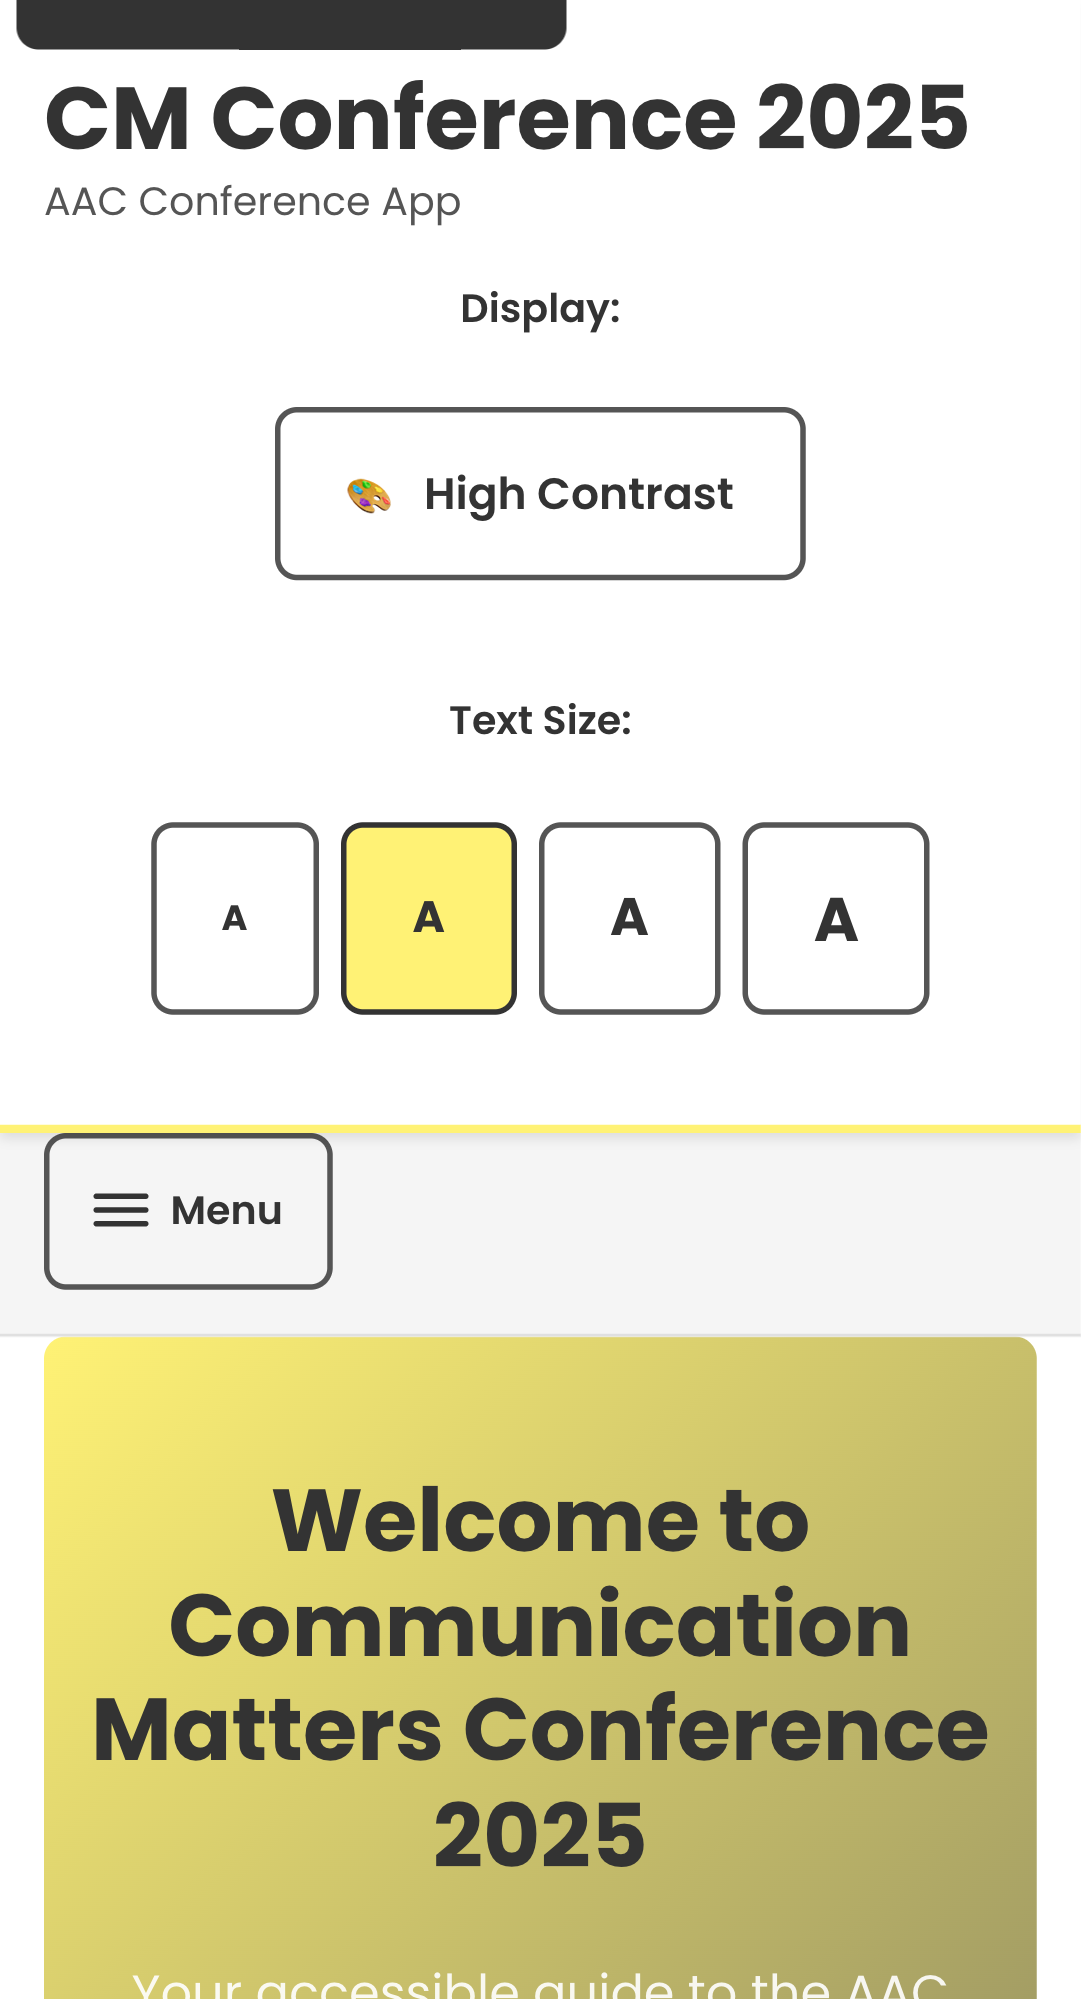 CM Conference 2025
AAC Conference App
Display:
High Contrast
Text Size:
A A A A
Menu
Welcome to
Communication
Matters Conference
2025
Your accessible guide to the AAC